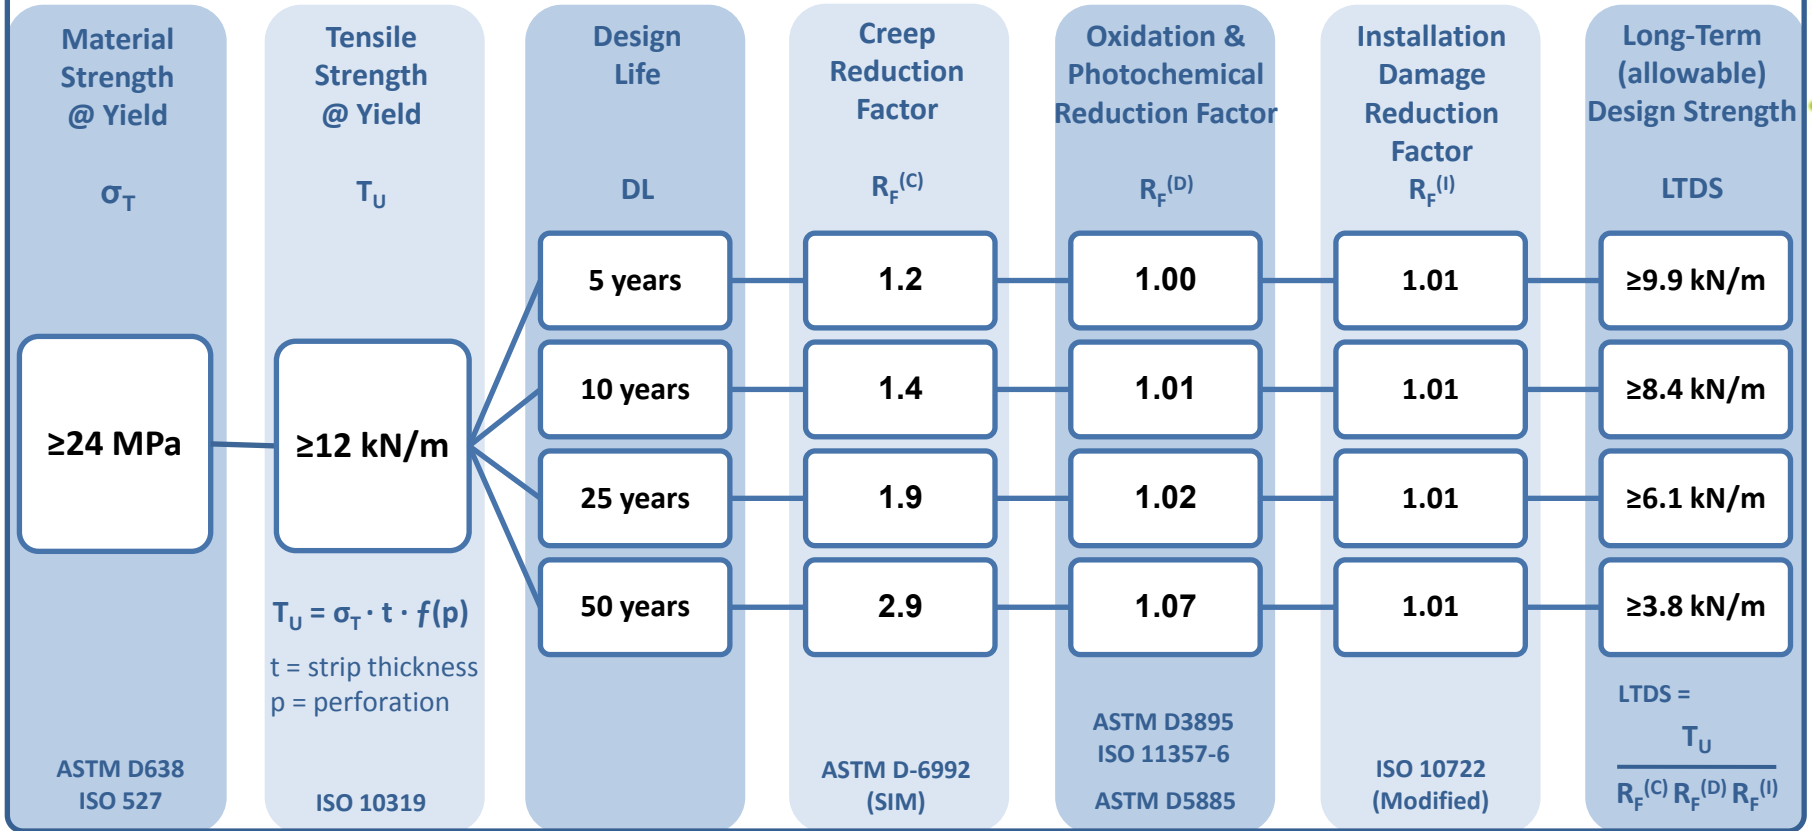 Material
Strength
@ Yield
σT
≥24 MPa
ASTM D638
ISO 527
Tensile
Strength
@ Yield
TU
≥12 kN/m
TU = σT · t · ƒ(p)
t = strip thickness
p = perforation
ISO 10319
Design
Life
DL
5 years
10 years
25 years
50 years
Creep
Reduction
Factor
RF(C)
1.2
1.4
1.9
2.9
ASTM D-6992
(SIM)
Oxidation &
Photochemical
Reduction Factor
RF(D)
1.00
1.01
1.02
1.07
ASTM D3895
ISO 11357-6
ASTM D5885
Installation
Damage
Reduction
Factor
RF(I)
1.01
1.01
1.01
1.01
ISO 10722
(Modified)
Long-Term
(allowable)
Design Strength
LTDS
≥9.9 kN/m
≥8.4 kN/m
≥6.1 kN/m
≥3.8 kN/m
LTDS =
TU
RF(C) RF(D) RF(I)